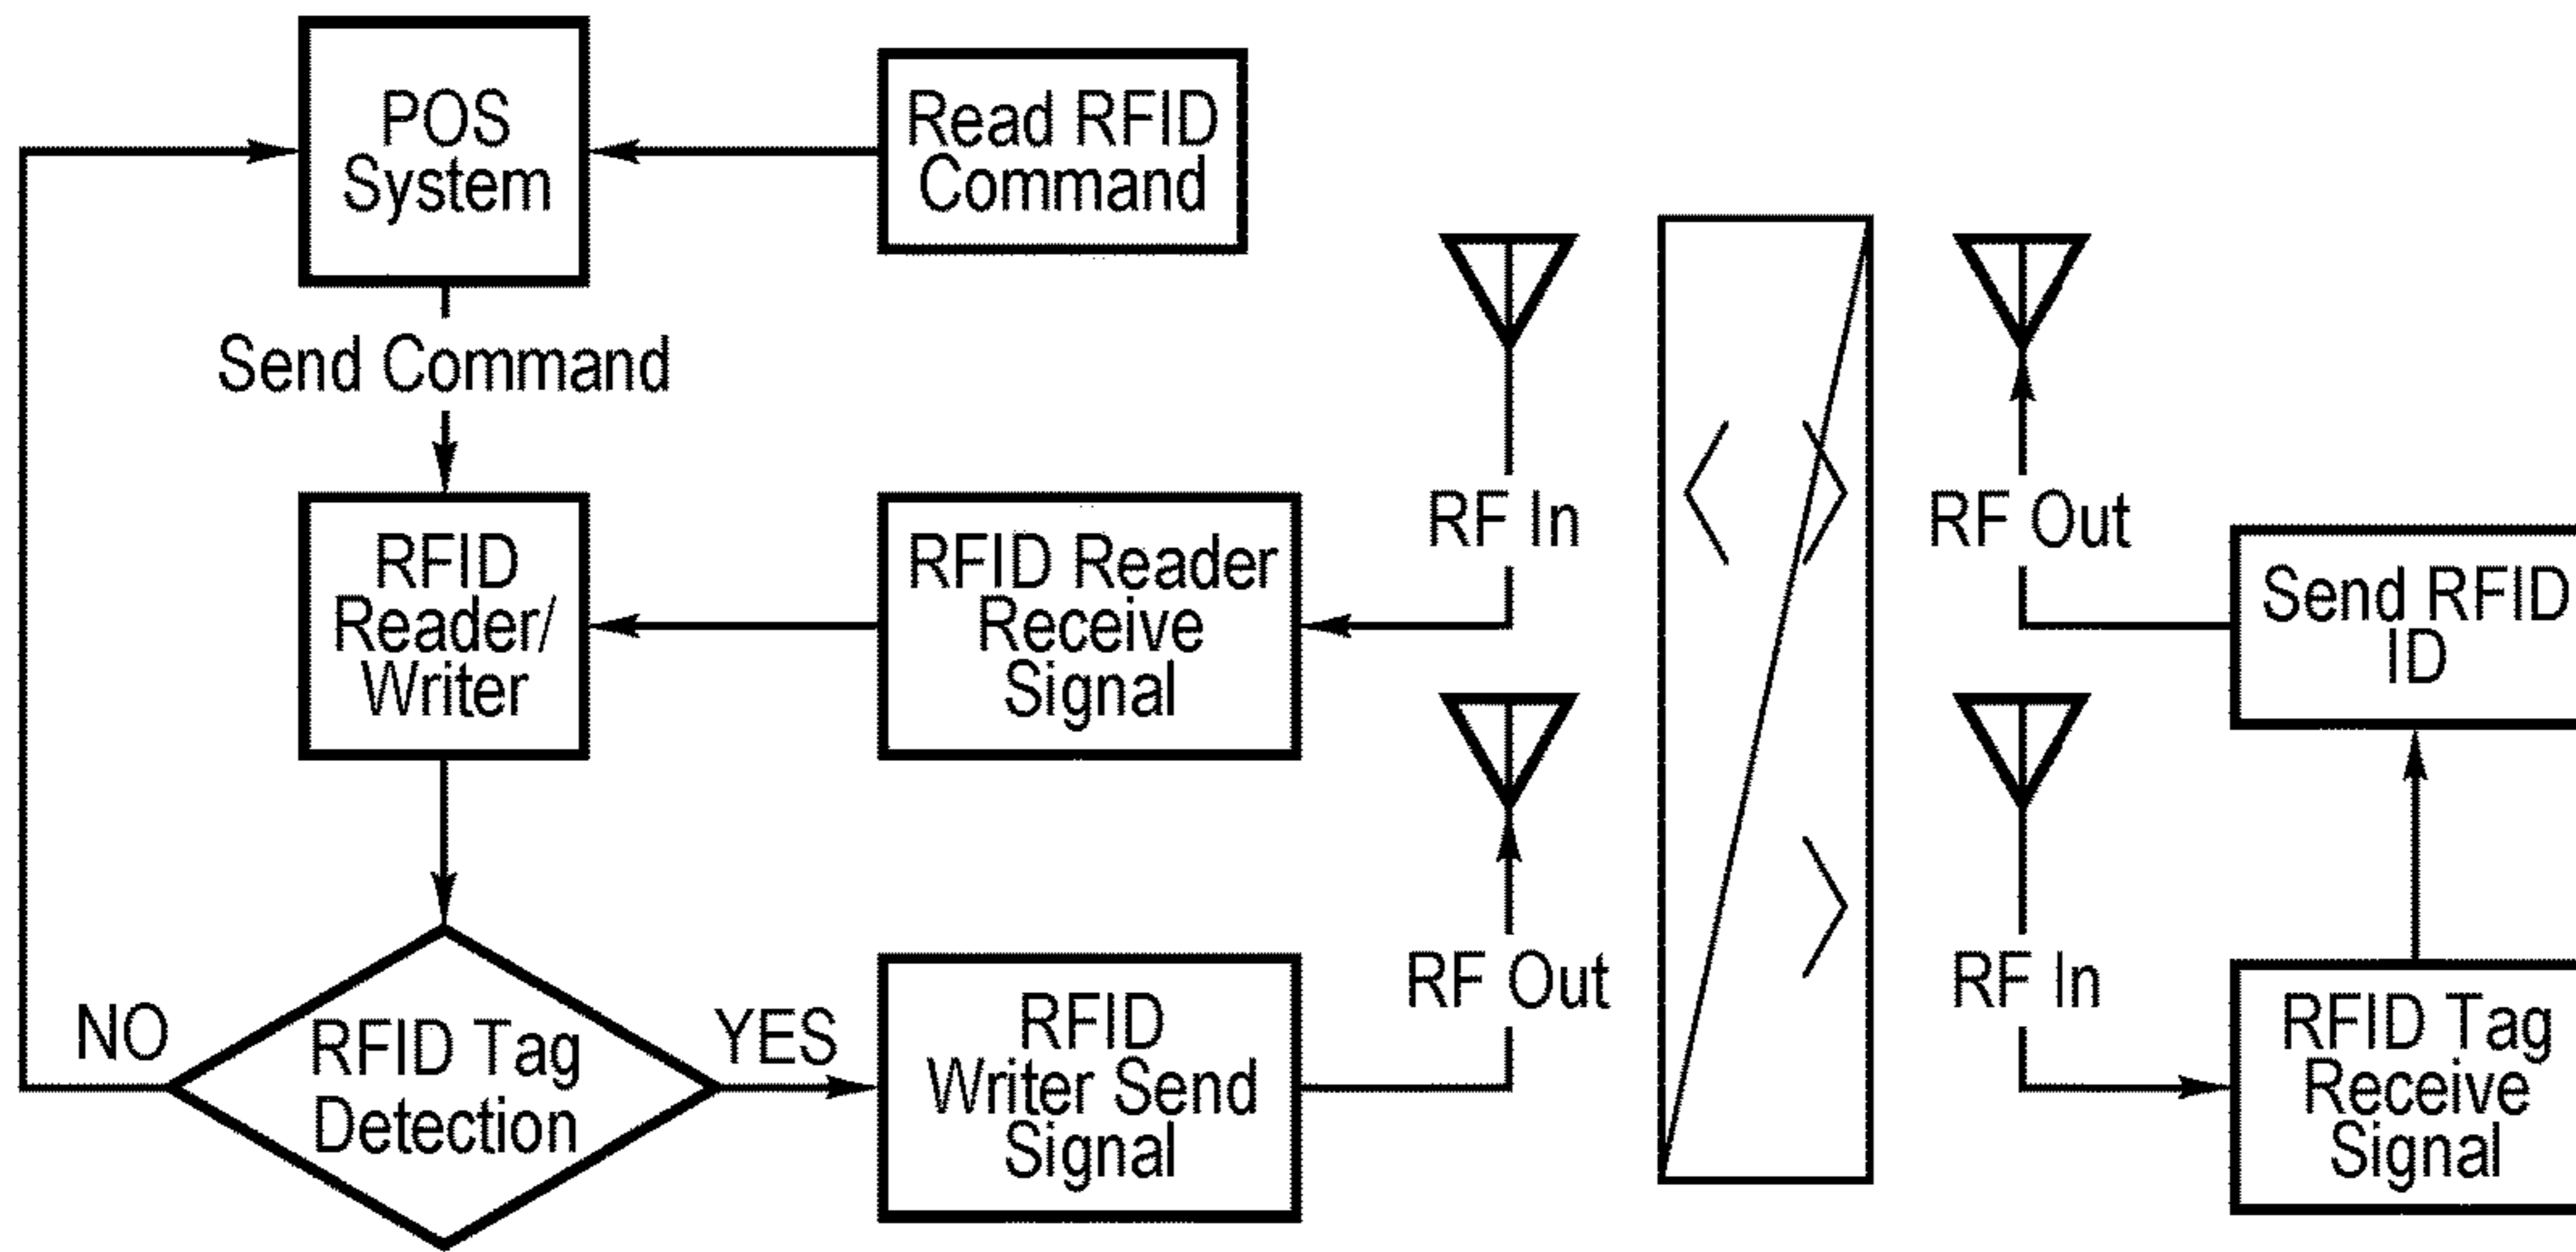 POS
System
Read RFID
Command
Send Command
RFID
Reader/
Writer
RFID Reader
Receive
Signal
RF In
RF Out
Send RFID
ID
NO
RFID Tag
Detection
YES
RFID
Writer Send
Signal
RF Out
RF In
RFID Tag
Receive
Signal